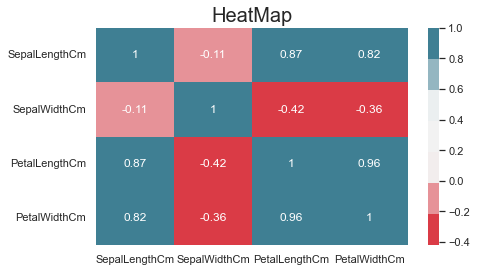 HeatMap
SepalLengthCm 1 -0.11 0.87 0.82
SepalWidthCm -0.11 1 -0.42 -0.36
PetalLengthCm 0.87 -0.42 1 0.96
PetalWidthCm 0.82 -0.36 0.96 1
SepalLengthCm SepalWidthCm PetalLengthCm PetalWidthCm
1.0
0.8
0.6
0.4
0.2
0.0
−0.2
−0.4